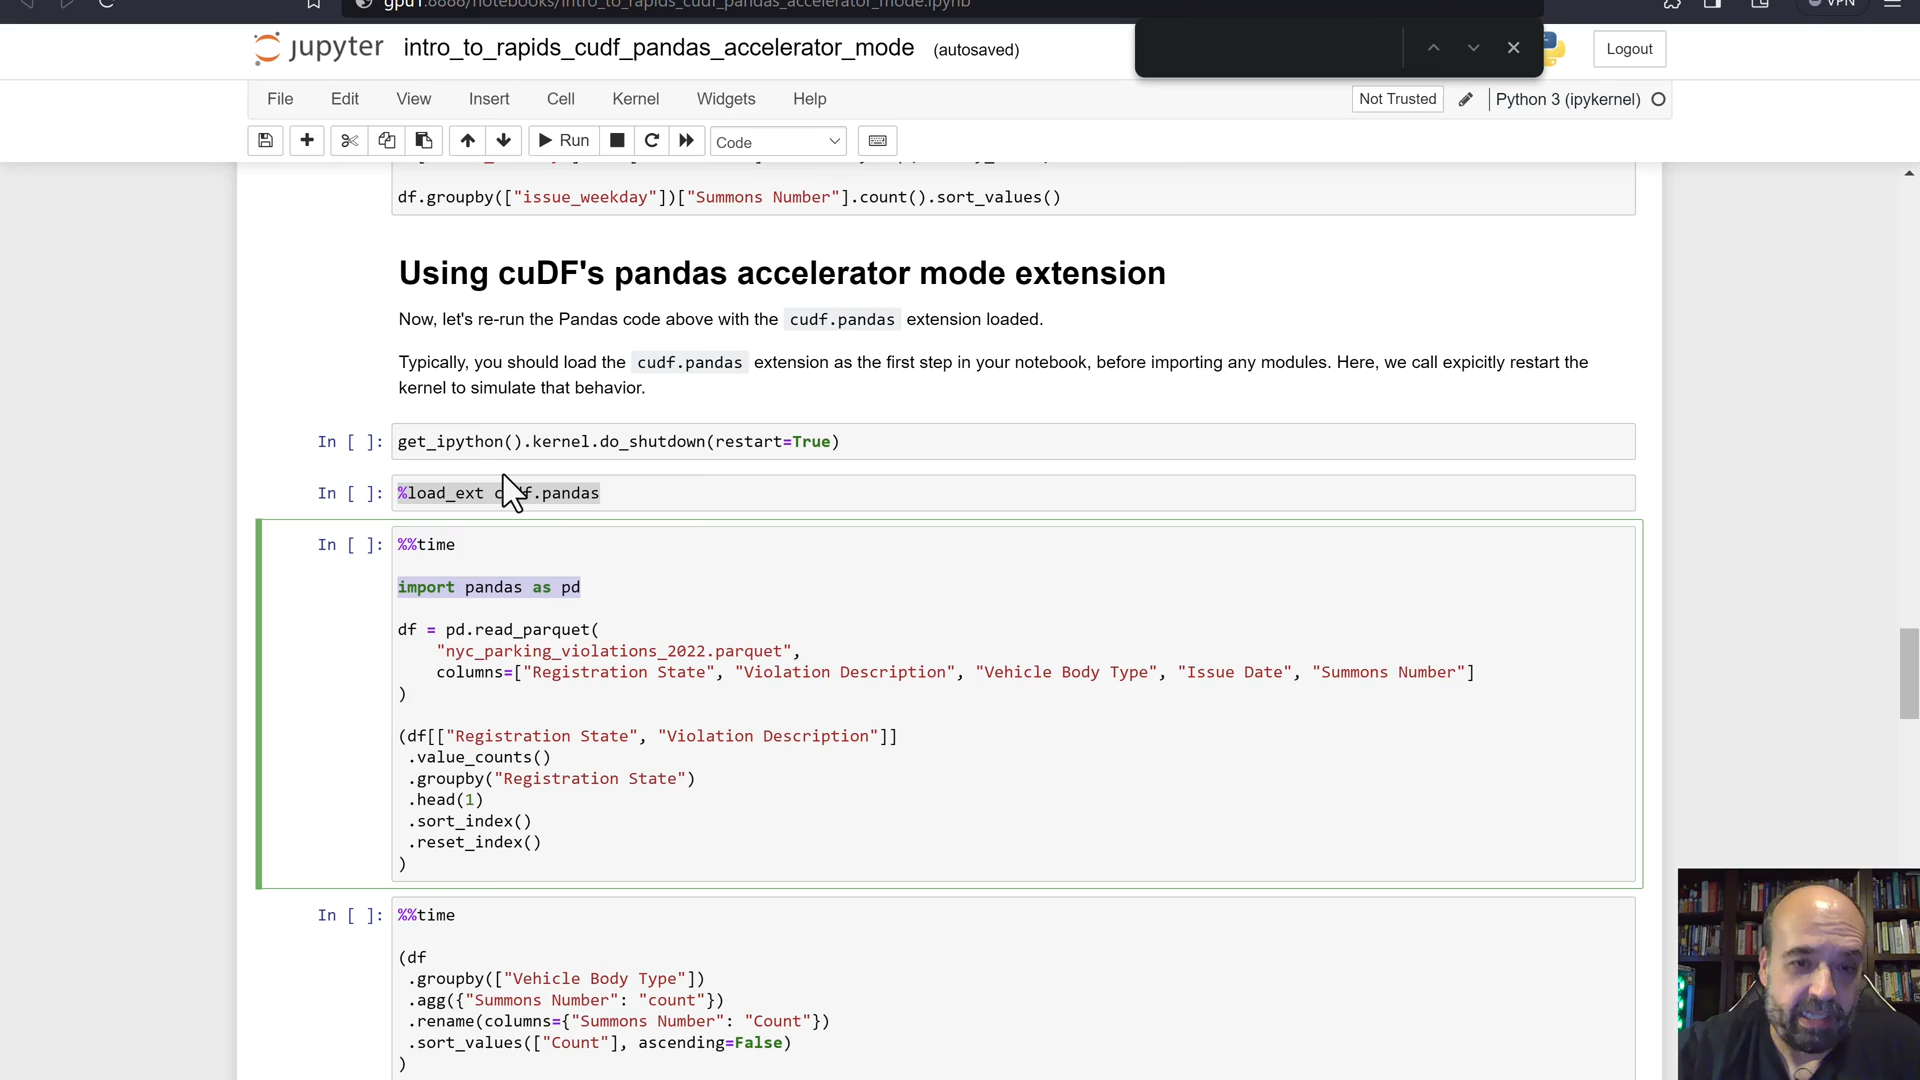 gpu1:8888/notebooks/intro_to_rapids_cudf_pandas_accelerator_mode.ipynb
VPN
jupyter intro_to_rapids_cudf_pandas_accelerator_mode (autosaved)
Logout
File Edit View Insert Cell Kernel Widgets Help
Not Trusted Python 3 (ipykernel)
Run Code
df.groupby(["issue_weekday"])["Summons Number"].count().sort_values()
Using cuDF's pandas accelerator mode extension
Now, let's re-run the Pandas code above with the cudf.pandas extension loaded.
Typically, you should load the cudf.pandas extension as the first step in your notebook, before importing any modules. Here, we call expicitly restart the
kernel to simulate that behavior.
In [ ]: get_ipython().kernel.do_shutdown(restart=True)
In [ ]: %load_ext cudf.pandas
In [ ]: %%time
import pandas as pd
df = pd.read_parquet(
"nyc_parking_violations_2022.parquet",
columns=["Registration State", "Violation Description", "Vehicle Body Type", "Issue Date", "Summons Number"]
)
(df[["Registration State", "Violation Description"]]
.value_counts()
.groupby("Registration State")
.head(1)
.sort_index()
.reset_index()
)
In [ ]: %%time
(df
.groupby(["Vehicle Body Type"])
.agg({"Summons Number": "count"})
.rename(columns={"Summons Number": "Count"})
.sort_values(["Count"], ascending=False)
)